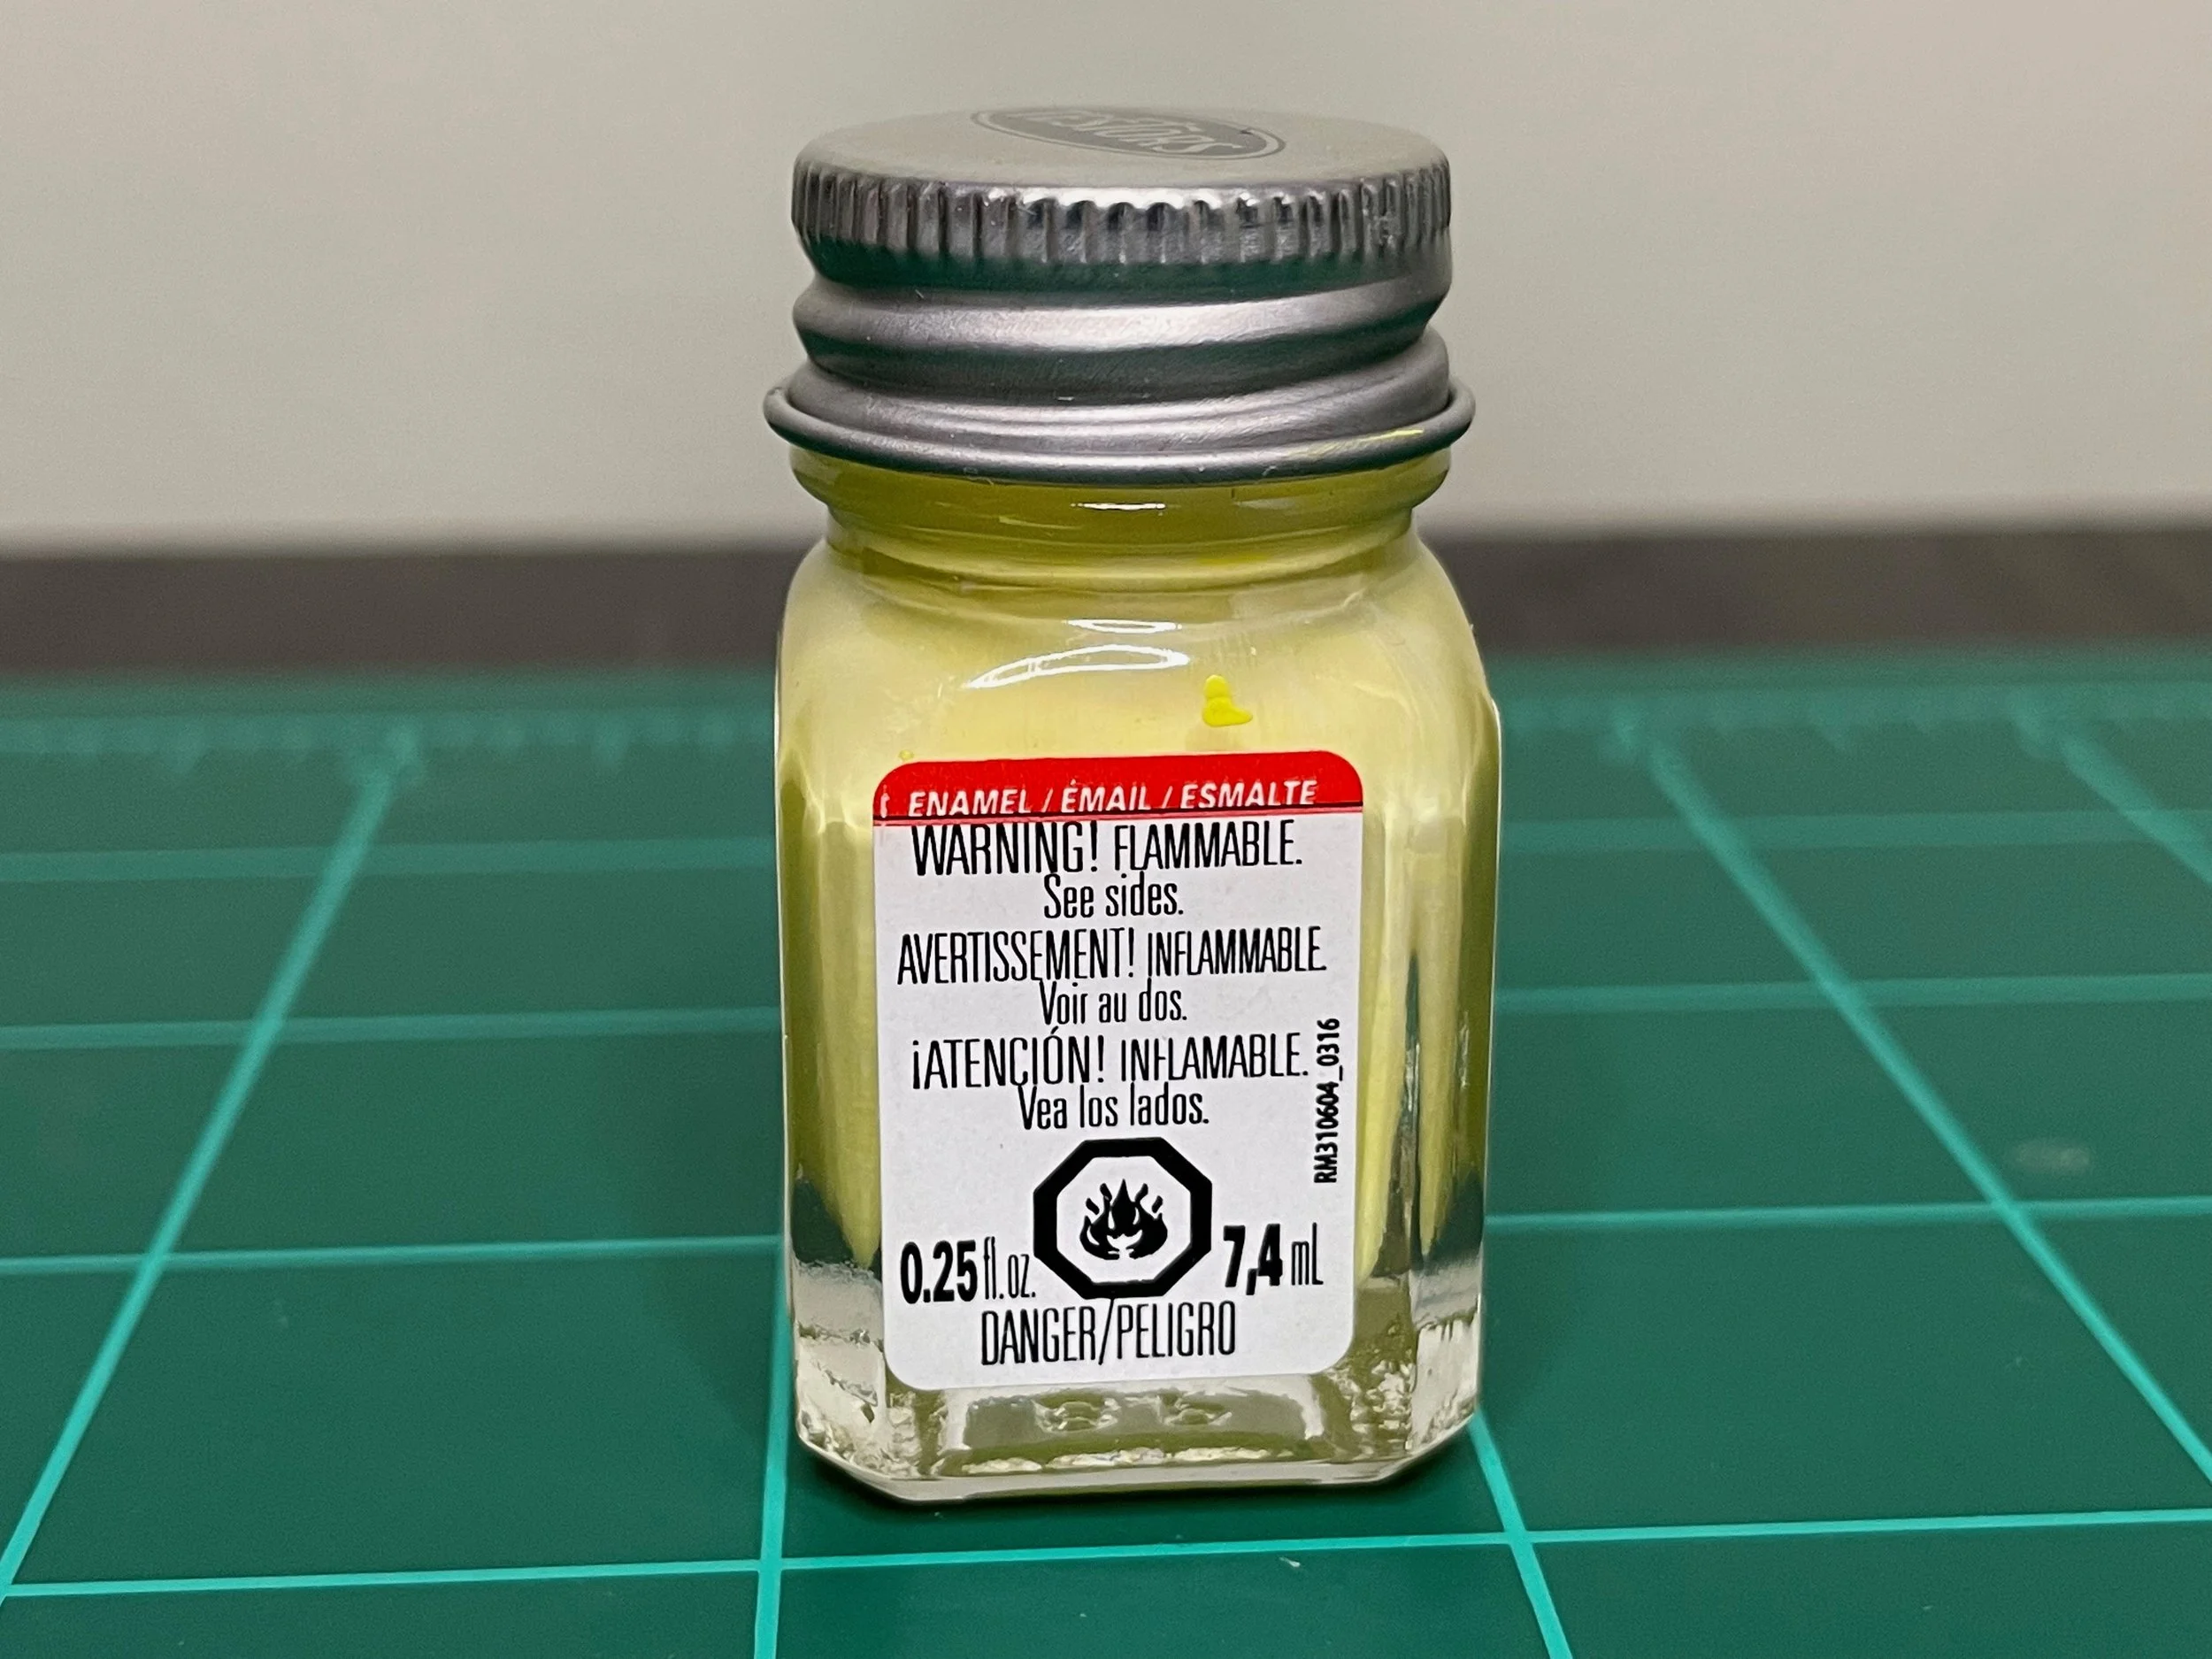 TESTORS
ENAMEL / ÉMAIL / ESMALTE
WARNING! FLAMMABLE.
See sides.
AVERTISSEMENT! INFLAMMABLE.
Voir au dos.
¡ATENCIÓN! INFLAMABLE.
Vea los lados.
RM310604_0316
0.25 fl. oz. 7,4 mL
DANGER/PELIGRO